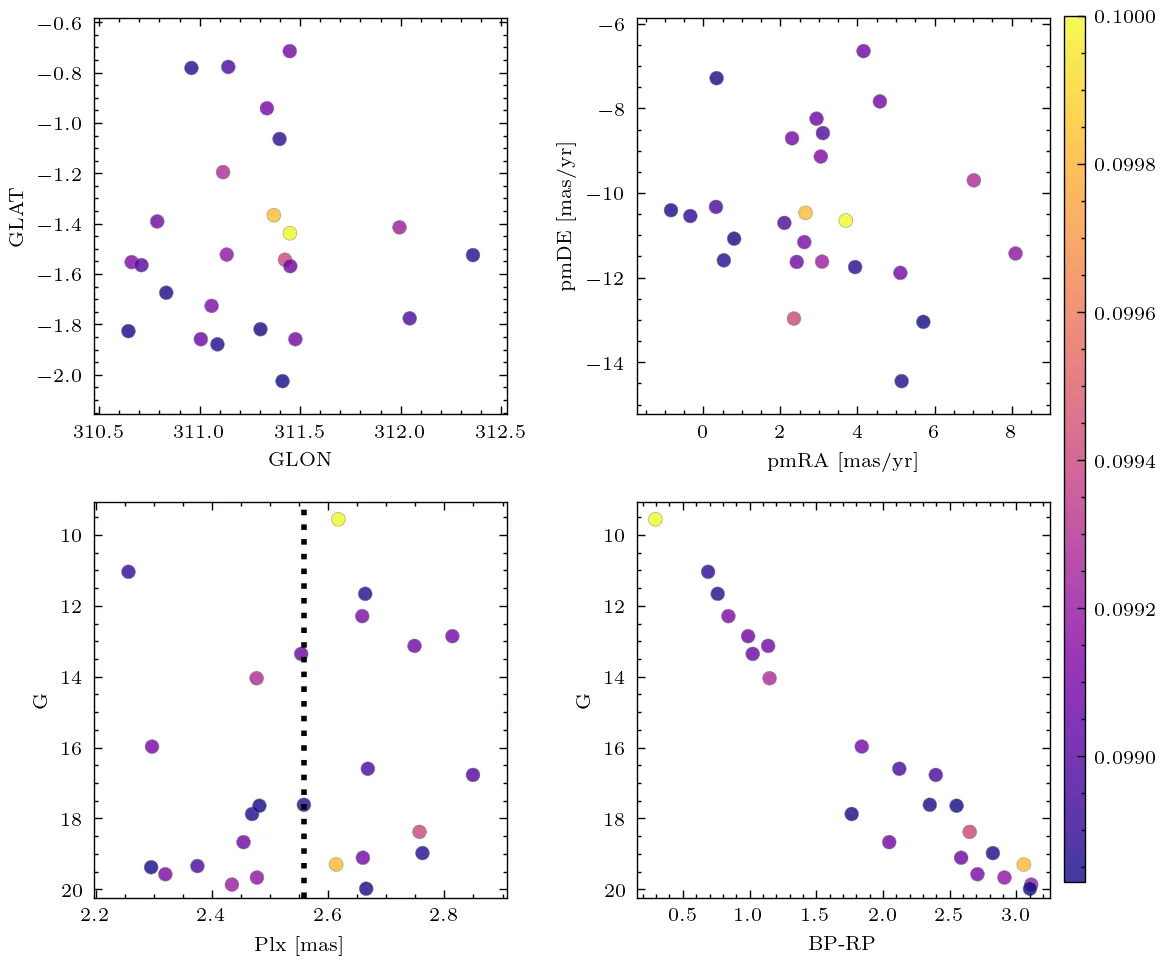 −0.6
−0.8
−1.0
−1.2
−1.4
−1.6
−1.8
−2.0
GLAT
310.5 311.0 311.5 312.0 312.5
GLON
−6
−8
−10
−12
−14
pmDE [mas/yr]
0 2 4 6 8
pmRA [mas/yr]
10
12
14
16
18
20
G
2.2 2.4 2.6 2.8
Plx [mas]
10
12
14
16
18
20
G
0.5 1.0 1.5 2.0 2.5 3.0
BP-RP
0.1000
0.0998
0.0996
0.0994
0.0992
0.0990